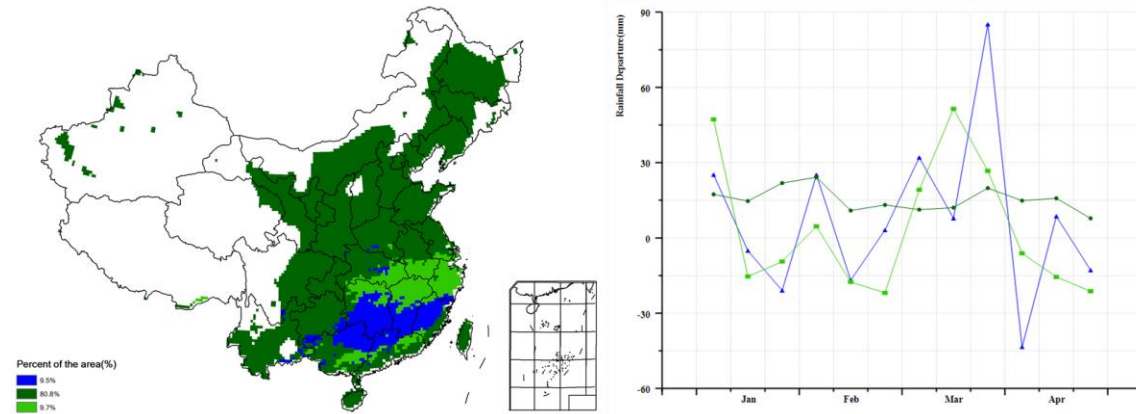 Percent of the area(%)
9.5%
80.8%
9.7%
Rainfall Departure(mm)
90
60
30
0
-30
-60
Jan
Feb
Mar
Apr